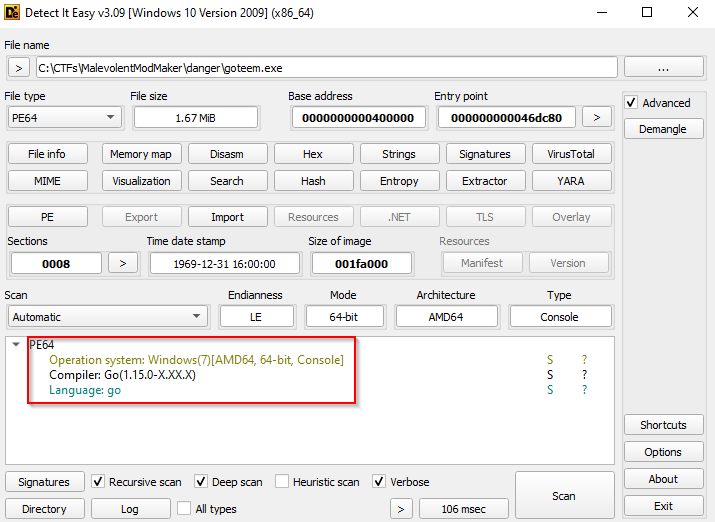 Detect It Easy v3.09 [Windows 10 Version 2009] (x86_64)
File name
> C:\CTFs\MalevolentModMaker\danger\goteem.exe ...
File type File size Base address Entry point
PE64 1.67 MiB 0000000000400000 000000000046dc80 >
Advanced
Demangle
File info Memory map Disasm Hex Strings Signatures VirusTotal
MIME Visualization Search Hash Entropy Extractor YARA
PE Export Import Resources .NET TLS Overlay
Sections Time date stamp Size of image Resources
0008 > 1969-12-31 16:00:00 001fa000 Manifest Version
Scan Endianness Mode Architecture Type
Automatic LE 64-bit AMD64 Console
PE64
Operation system: Windows(7)[AMD64, 64-bit, Console] S ?
Compiler: Go(1.15.0-X.XX.X) S ?
Language: go S ?
Shortcuts
Options
About
Exit
Signatures Recursive scan Deep scan Heuristic scan Verbose
Directory Log All types > 106 msec Scan